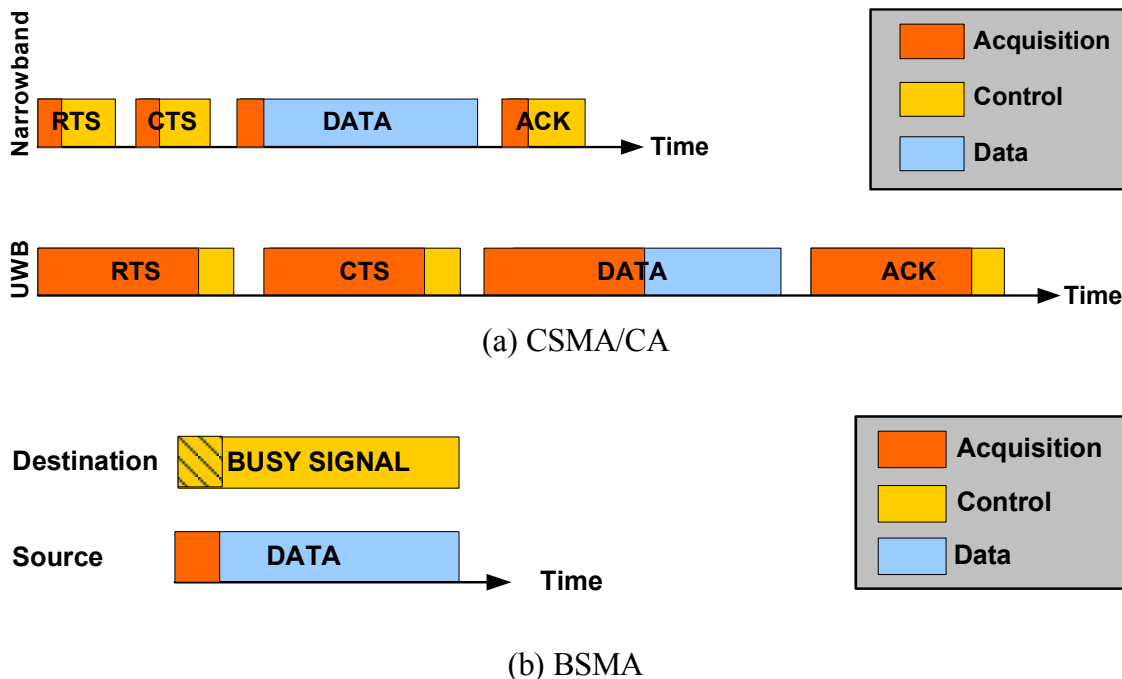 Narrowband
RTS
CTS
DATA
ACK
Time
Acquisition
Control
Data
UWB
RTS
CTS
DATA
ACK
Time
(a) CSMA/CA
Destination
BUSY SIGNAL
Source
DATA
Time
Acquisition
Control
Data
(b) BSMA